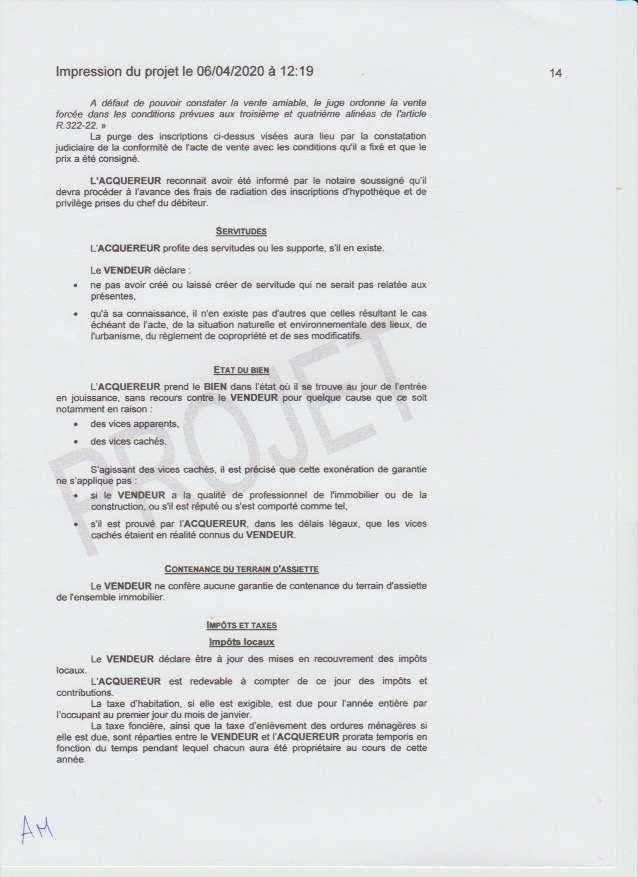 Impression du projet le 06/04/2020 à 12:19
14
A défaut de pouvoir constater la vente amiable, le juge ordonne la vente
forcée dans les conditions prévues aux troisième et quatrième alinéas de l'article
R.322-22. »
La purge des inscriptions ci-dessus visées aura lieu par la constatation
judiciaire de la conformité de l'acte de vente avec les conditions qu'il a fixé et que le
prix a été consigné.
L'ACQUEREUR reconnait avoir été informé par le notaire soussigné qu'il
devra procéder à l'avance des frais de radiation des inscriptions d'hypothèque et de
privilège prises du chef du débiteur.
SERVITUDES
L'ACQUEREUR profite des servitudes ou les supporte, s'il en existe.
Le VENDEUR déclare :
• ne pas avoir créé ou laissé créer de servitude qui ne serait pas relatée aux
présentes,
• qu'à sa connaissance, il n'en existe pas d'autres que celles résultant le cas
échéant de l'acte, de la situation naturelle et environnementale des lieux, de
l'urbanisme, du règlement de copropriété et de ses modificatifs.
ETAT DU BIEN
L'ACQUEREUR prend le BIEN dans l'état où il se trouve au jour de l'entrée
en jouissance, sans recours contre le VENDEUR pour quelque cause que ce soit
notamment en raison :
• des vices apparents,
• des vices cachés.
S'agissant des vices cachés, il est précisé que cette exonération de garantie
ne s'applique pas :
• si le VENDEUR a la qualité de professionnel de l'immobilier ou de la
construction, ou s'il est réputé ou s'est comporté comme tel,
• s'il est prouvé par l'ACQUEREUR, dans les délais légaux, que les vices
cachés étaient en réalité connus du VENDEUR.
PROJET
CONTENANCE DU TERRAIN D'ASSIETTE
Le VENDEUR ne confère aucune garantie de contenance du terrain d'assiette
de l'ensemble immobilier.
IMPÔTS ET TAXES
Impôts locaux
Le VENDEUR déclare être à jour des mises en recouvrement des impôts
locaux.
L'ACQUEREUR est redevable à compter de ce jour des impôts et
contributions.
La taxe d'habitation, si elle est exigible, est due pour l'année entière par
l'occupant au premier jour du mois de janvier.
La taxe foncière, ainsi que la taxe d'enlèvement des ordures ménagères si
elle est due, sont réparties entre le VENDEUR et l'ACQUEREUR prorata temporis en
fonction du temps pendant lequel chacun aura été propriétaire au cours de cette
année.
AM